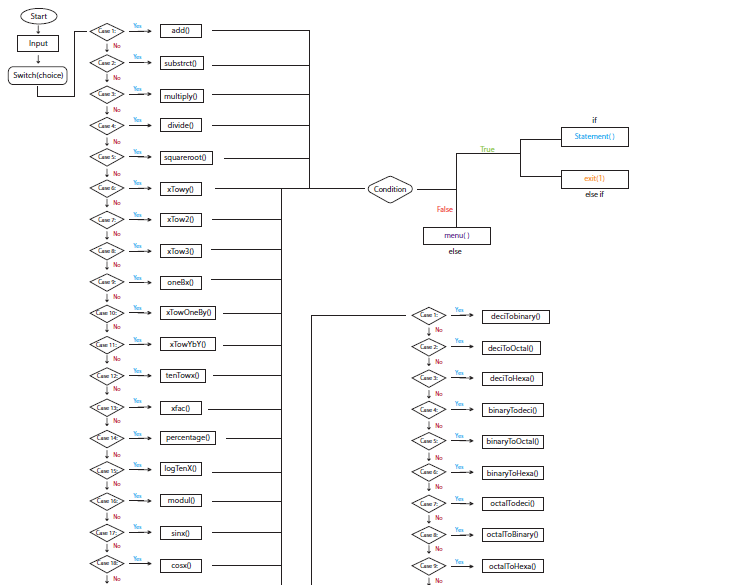 Start
Input
Switch(choice)
Case 1:
Yes
add()
No
Case 2:
Yes
substrct()
No
Case 3:
Yes
multiply()
No
Case 4:
Yes
divide()
No
Case 5:
Yes
squareroot()
No
Case 6:
Yes
xTowy()
No
Case 7:
Yes
xTow2()
No
Case 8:
Yes
xTow3()
No
Case 9:
Yes
oneBx()
No
Case 10:
Yes
xTowOneBy()
No
Case 11:
Yes
xTowYbY()
No
Case 12:
Yes
tenTowx()
No
Case 13:
Yes
xfac()
No
Case 14:
Yes
percentage()
No
Case 15:
Yes
logTenX()
No
Case 16:
Yes
modul()
No
Case 17:
Yes
sinx()
No
Case 18:
Yes
cosx()
No
Condition
True
if
Statement( )
exit(1)
else if
False
menu( )
else
Case 1:
Yes
deciTobinary()
No
Case 2:
Yes
deciToOctal()
No
Case 3:
Yes
deciToHexa()
No
Case 4:
Yes
binaryTodeci()
No
Case 5:
Yes
binaryToOctal()
No
Case 6:
Yes
binaryToHexa()
No
Case 7:
Yes
octalTodeci()
No
Case 8:
Yes
octalToBinary()
No
Case 9:
Yes
octalToHexa()
No